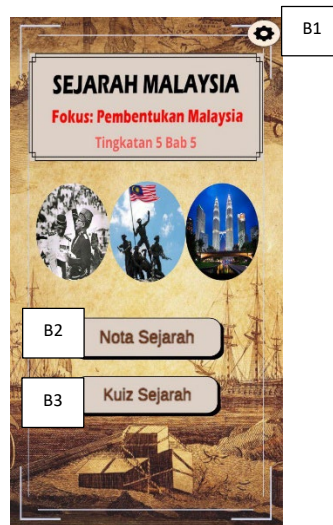 B1
SEJARAH MALAYSIA
Fokus: Pembentukan Malaysia
Tingkatan 5 Bab 5
B2
Nota Sejarah
B3
Kuiz Sejarah